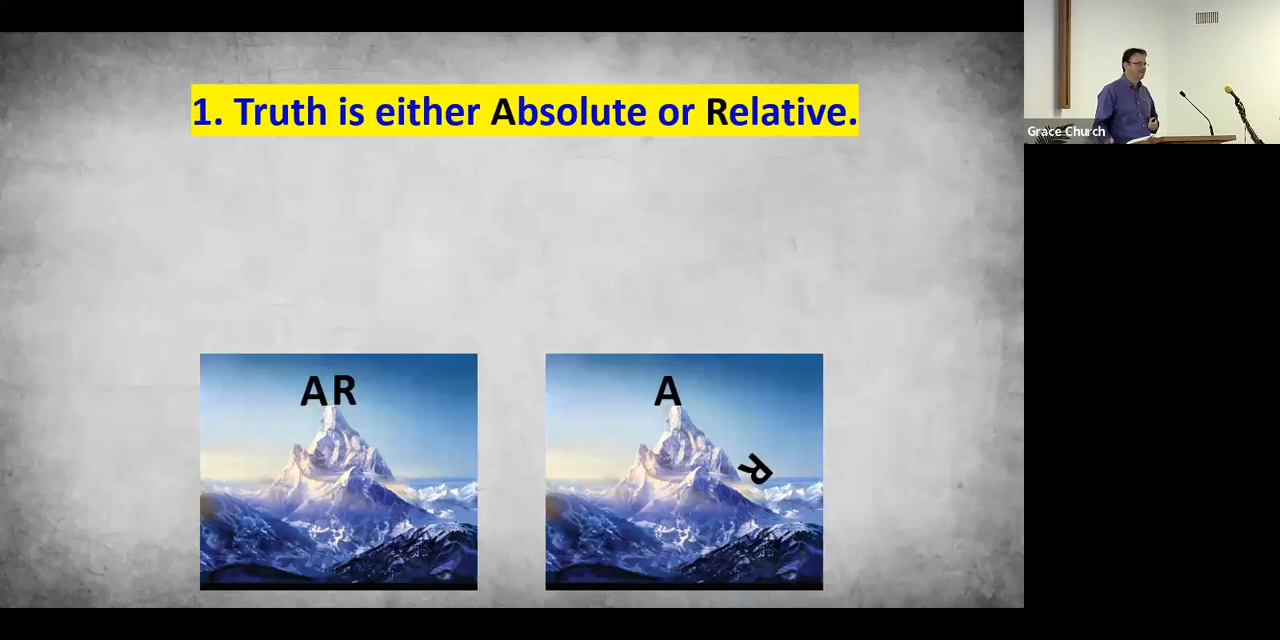 1. Truth is either Absolute or Relative.
AR
A
R
Grace Church